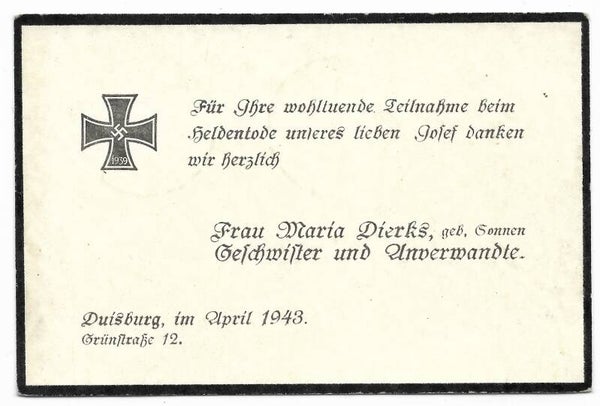 1939
Für Ihre wohltuende Teilnahme beim
Heldentode unseres lieben Josef danken
wir herzlich
Frau Maria Dierks, geb. Sonnen
Geschwister und Anverwandte.
Duisburg, im April 1943.
Grünstraße 12.